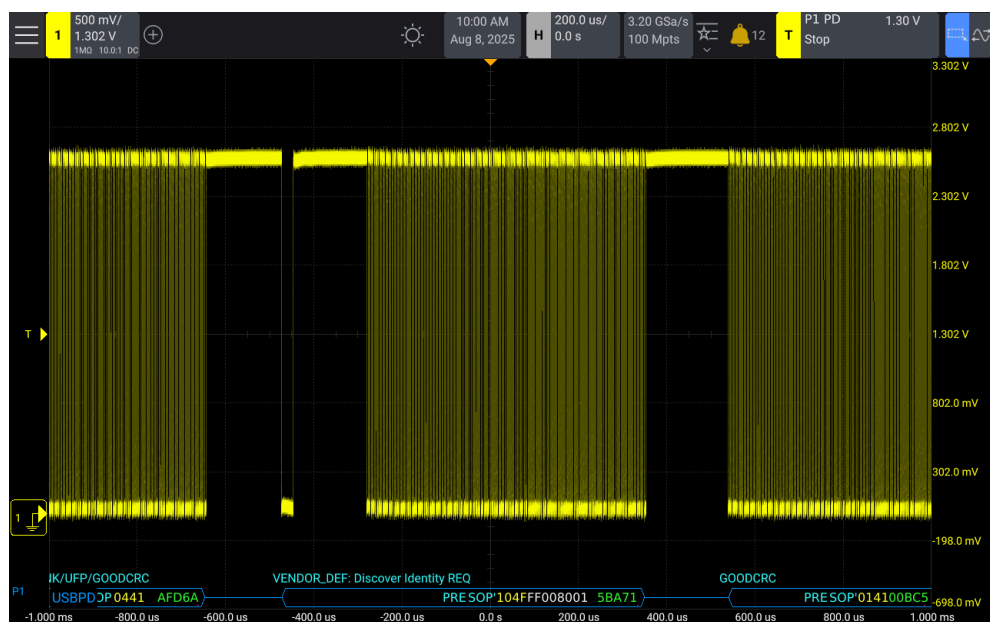 1
500 mV/
1.302 V
1MΩ 10.0:1 DC
10:00 AM
Aug 8, 2025
H
200.0 us/
0.0 s
3.20 GSa/s
100 Mpts
12
T
P1 PD 1.30 V
Stop
3.302 V
2.802 V
2.302 V
1.802 V
T
1.302 V
802.0 mV
302.0 mV
1
-198.0 mV
IK/UFP/GOODCRC VENDOR_DEF: Discover Identity REQ GOODCRC
P1
USBPD OP 0441 AFD6A PRE SOP' 104F FF008001 5BA71 PRE SOP' 0141 00BC5
-698.0 mV
-1.000 ms -800.0 us -600.0 us -400.0 us -200.0 us 0.0 s 200.0 us 400.0 us 600.0 us 800.0 us 1.000 ms